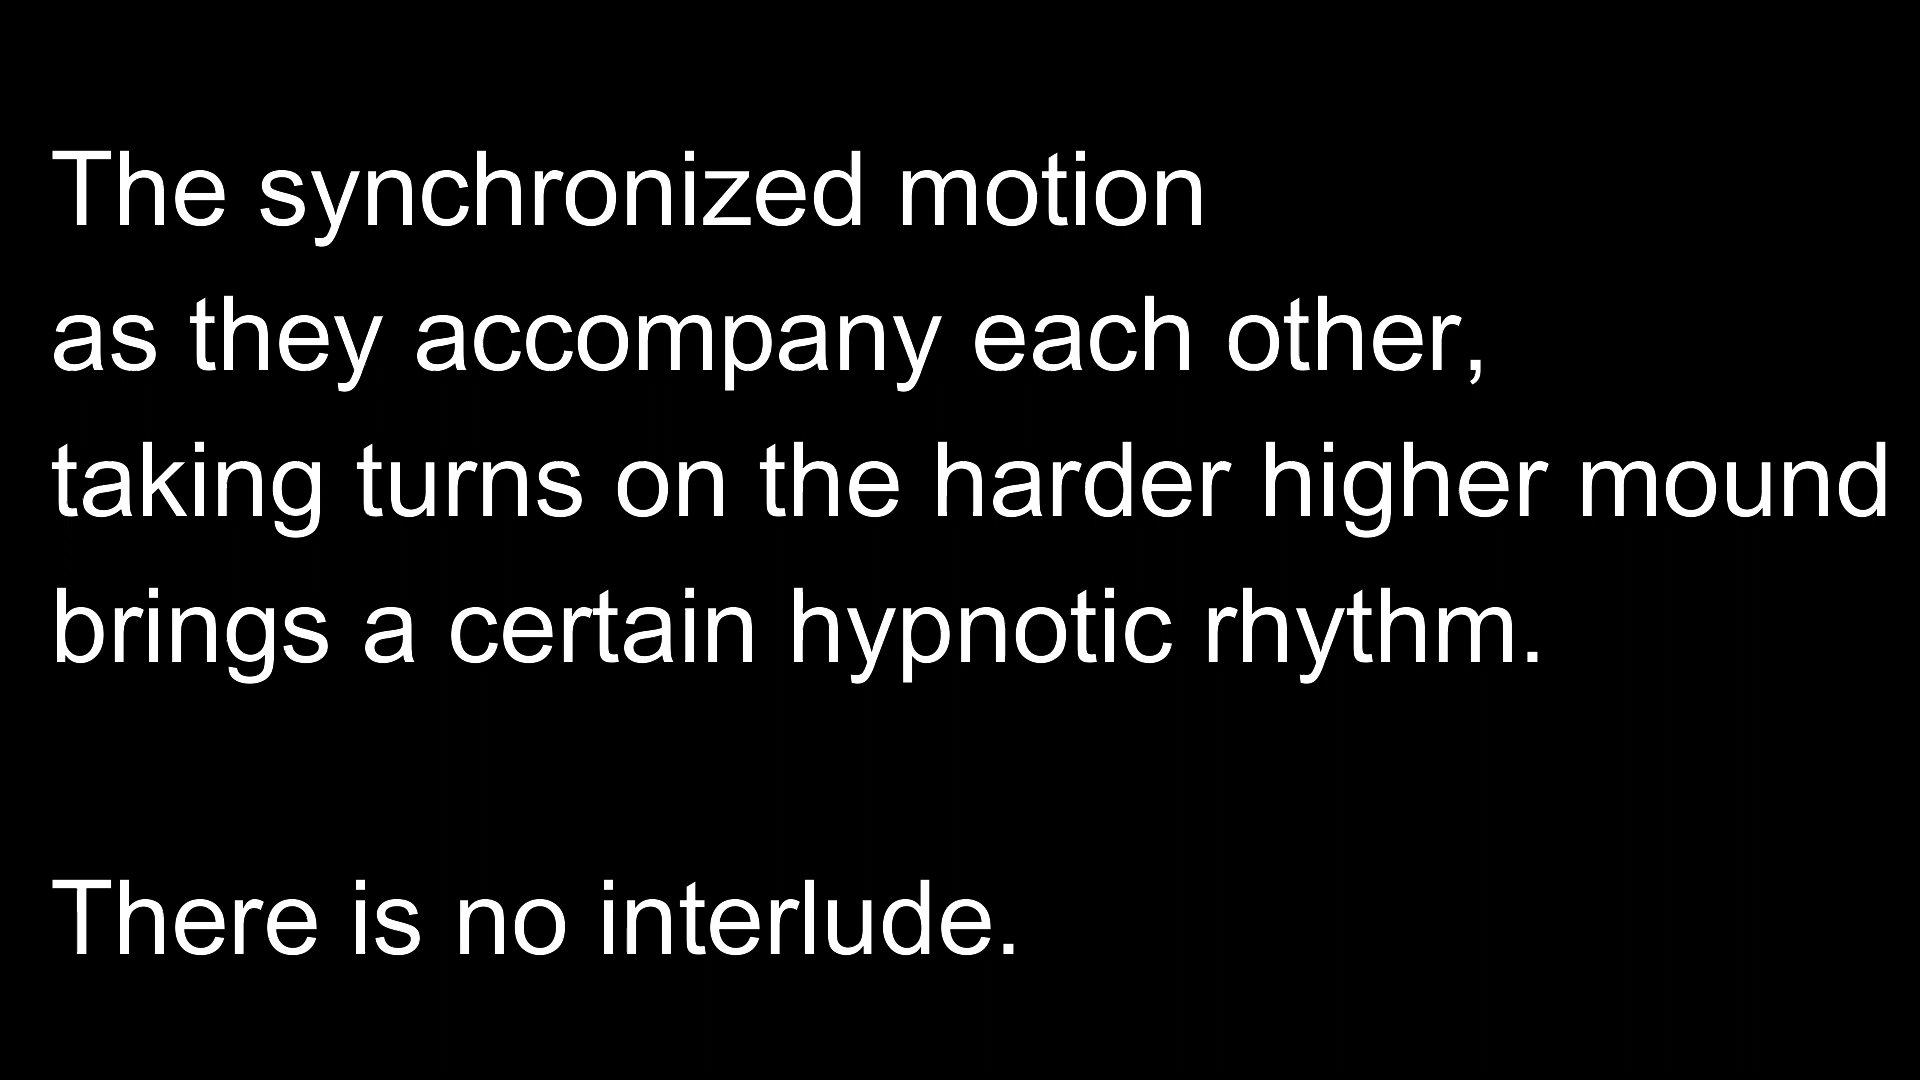 The synchronized motion
as they accompany each other,
taking turns on the harder higher mound
brings a certain hypnotic rhythm.
There is no interlude.